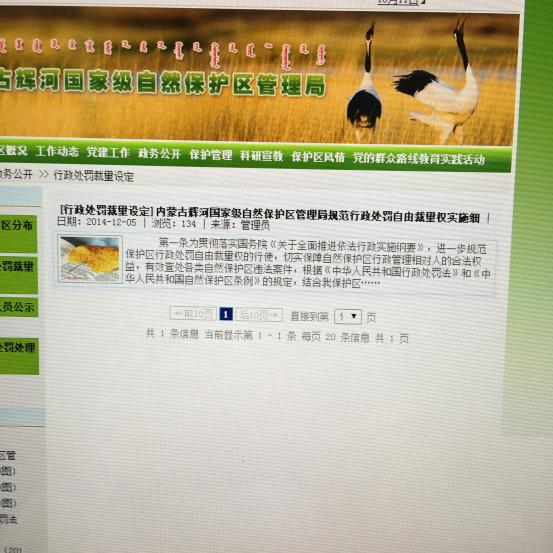 10月11日】
古辉河国家级自然保护区管理局
区概况 工作动态 党建工作 政务公开 保护管理 科研宣教 保护区风情 党的群众路线教育实践活动
务公开 >> 行政处罚裁量设定
[行政处罚裁量设定] 内蒙古辉河国家级自然保护区管理局规范行政处罚自由裁量权实施细 |
日期：2014-12-05 | 浏览：134 | 来源：管理员
第一条为贯彻落实国务院《关于全面推进依法行政实施纲要》，进一步规范
保护区行政处罚自由裁量权的行使，切实保障自然保护区行政管理相对人的合法权
益，有效查处各类自然保护区违法案件，根据《中华人民共和国行政处罚法》和《中
华人民共和国自然保护区条例》的规定，结合我保护区……
←前10页 1 后10页→ 直接到第 1 页
共 1 条信息 当前显示第 1 - 1 条 每页 20 条信息 共 1 页
区分布
罚裁量
人员公示
处罚处理
区管
图)
图)
图)
罚法
(201